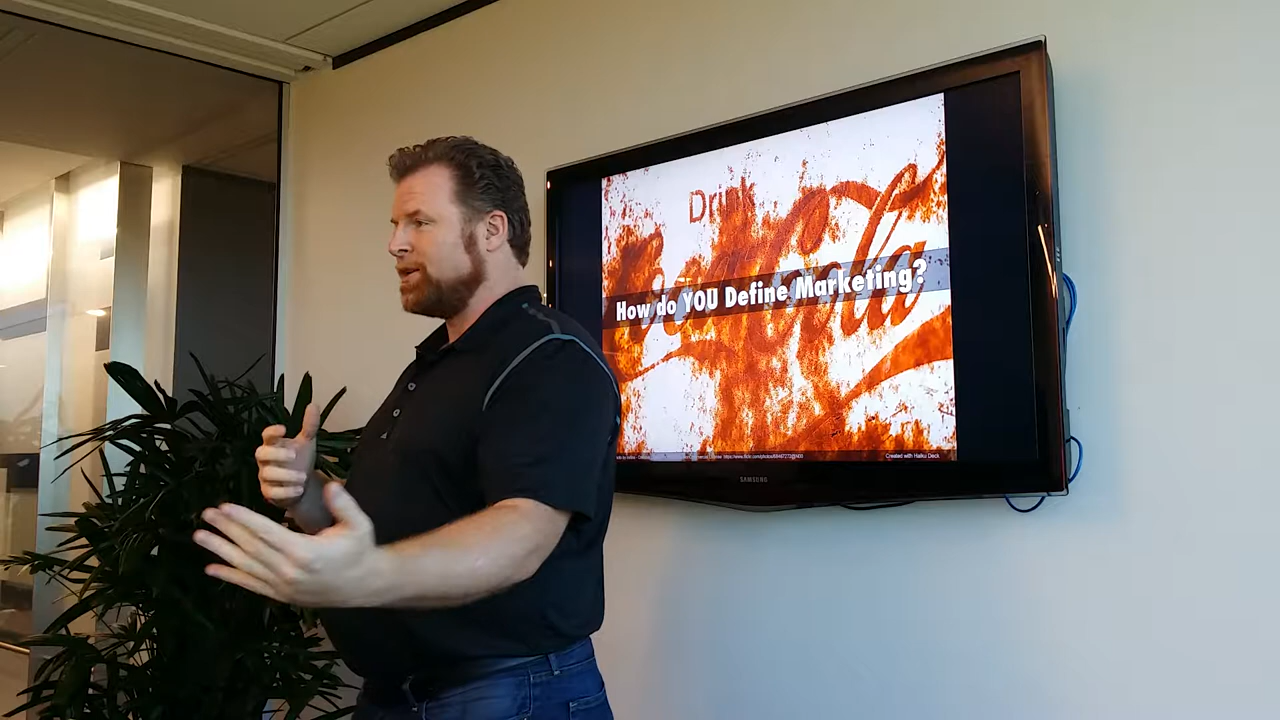 Drink
Coca-Cola
How do YOU Define Marketing?
Created with Haiku Deck
SAMSUNG